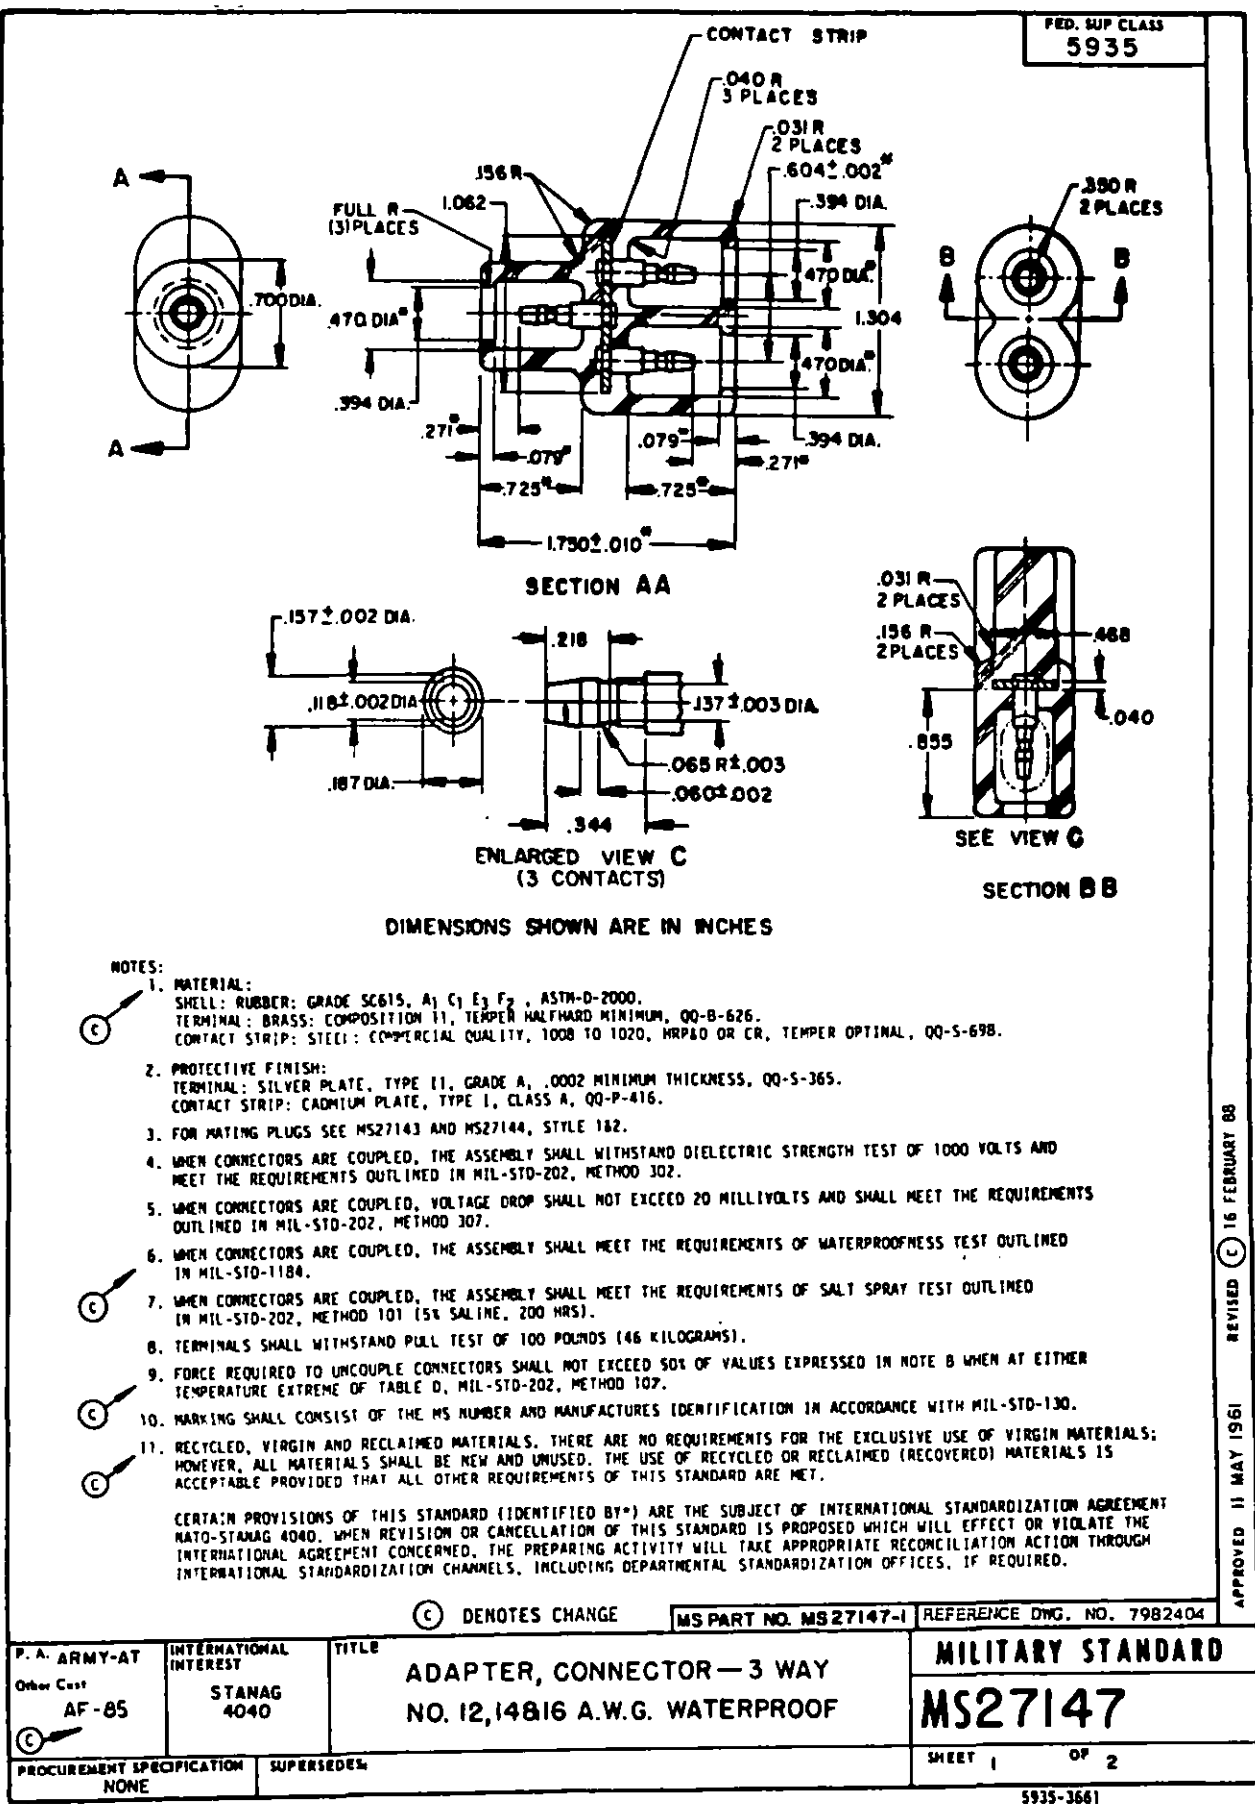 FED. SUP CLASS
5935
CONTACT STRIP
.040 R
3 PLACES
.031 R
2 PLACES
.604±.002*
.394 DIA.
.156 R
1.062
FULL R
(3) PLACES
A
.700 DIA.
.470 DIA*
.394 DIA.
A
.470 DIA*
1.304
.470 DIA*
.394 DIA.
.271*
.079*
.725*
.079*
.271*
.725*
1.750±.010*
SECTION AA
.390 R
2 PLACES
B
B
.157±.002 DIA.
.118±.002 DIA
.187 DIA.
.218
.137±.003 DIA.
.065 R±.003
.060±.002
.344
ENLARGED VIEW C
(3 CONTACTS)
.031 R
2 PLACES
.156 R
2 PLACES
.468
.040
.855
SEE VIEW C
SECTION BB
DIMENSIONS SHOWN ARE IN INCHES
NOTES:
1. MATERIAL:
SHELL: RUBBER: GRADE SC615, A1 C1 E3 F2 , ASTM-D-2000.
TERMINAL: BRASS: COMPOSITION 11, TEMPER HALFHARD MINIMUM, QQ-B-626.
CONTACT STRIP: STEEL: COMMERCIAL QUALITY, 1008 TO 1020, HRP&O OR CR, TEMPER OPTINAL, QQ-S-698.
C
2. PROTECTIVE FINISH:
TERMINAL: SILVER PLATE, TYPE II, GRADE A, .0002 MINIMUM THICKNESS, QQ-S-365.
CONTACT STRIP: CADMIUM PLATE, TYPE I, CLASS A, QQ-P-416.
3. FOR MATING PLUGS SEE MS27143 AND MS27144, STYLE 1&2.
4. WHEN CONNECTORS ARE COUPLED, THE ASSEMBLY SHALL WITHSTAND DIELECTRIC STRENGTH TEST OF 1000 VOLTS AND
MEET THE REQUIREMENTS OUTLINED IN MIL-STD-202, METHOD 302.
5. WHEN CONNECTORS ARE COUPLED, VOLTAGE DROP SHALL NOT EXCEED 20 MILLIVOLTS AND SHALL MEET THE REQUIREMENTS
OUTLINED IN MIL-STD-202, METHOD 307.
6. WHEN CONNECTORS ARE COUPLED, THE ASSEMBLY SHALL MEET THE REQUIREMENTS OF WATERPROOFNESS TEST OUTLINED
IN MIL-STD-1184.
C
7. WHEN CONNECTORS ARE COUPLED, THE ASSEMBLY SHALL MEET THE REQUIREMENTS OF SALT SPRAY TEST OUTLINED
IN MIL-STD-202, METHOD 101 (5% SALINE, 200 HRS).
8. TERMINALS SHALL WITHSTAND PULL TEST OF 100 POUNDS (46 KILOGRAMS).
9. FORCE REQUIRED TO UNCOUPLE CONNECTORS SHALL NOT EXCEED 50% OF VALUES EXPRESSED IN NOTE 8 WHEN AT EITHER
TEMPERATURE EXTREME OF TABLE D, MIL-STD-202, METHOD 107.
C
10. MARKING SHALL CONSIST OF THE MS NUMBER AND MANUFACTURES IDENTIFICATION IN ACCORDANCE WITH MIL-STD-130.
11. RECYCLED, VIRGIN AND RECLAIMED MATERIALS. THERE ARE NO REQUIREMENTS FOR THE EXCLUSIVE USE OF VIRGIN MATERIALS;
HOWEVER, ALL MATERIALS SHALL BE NEW AND UNUSED. THE USE OF RECYCLED OR RECLAIMED (RECOVERED) MATERIALS IS
ACCEPTABLE PROVIDED THAT ALL OTHER REQUIREMENTS OF THIS STANDARD ARE MET.
C
CERTAIN PROVISIONS OF THIS STANDARD (IDENTIFIED BY*) ARE THE SUBJECT OF INTERNATIONAL STANDARDIZATION AGREEMENT
NATO-STANAG 4040. WHEN REVISION OR CANCELLATION OF THIS STANDARD IS PROPOSED WHICH WILL EFFECT OR VIOLATE THE
INTERNATIONAL AGREEMENT CONCERNED, THE PREPARING ACTIVITY WILL TAKE APPROPRIATE RECONCILIATION ACTION THROUGH
INTERNATIONAL STANDARDIZATION CHANNELS, INCLUDING DEPARTMENTAL STANDARDIZATION OFFICES, IF REQUIRED.
APPROVED 11 MAY 1961 REVISED C 16 FEBRUARY 88
C DENOTES CHANGE
MS PART NO. MS27147-1
REFERENCE DWG. NO. 7982404
P. A. ARMY-AT
Other Cust
AF-85
C
INTERNATIONAL
INTEREST
STANAG
4040
TITLE
ADAPTER, CONNECTOR—3 WAY
NO. 12,14&16 A.W.G. WATERPROOF
MILITARY STANDARD
MS27147
PROCUREMENT SPECIFICATION
NONE
SUPERSEDES:
SHEET 1 OF 2
5935-3661